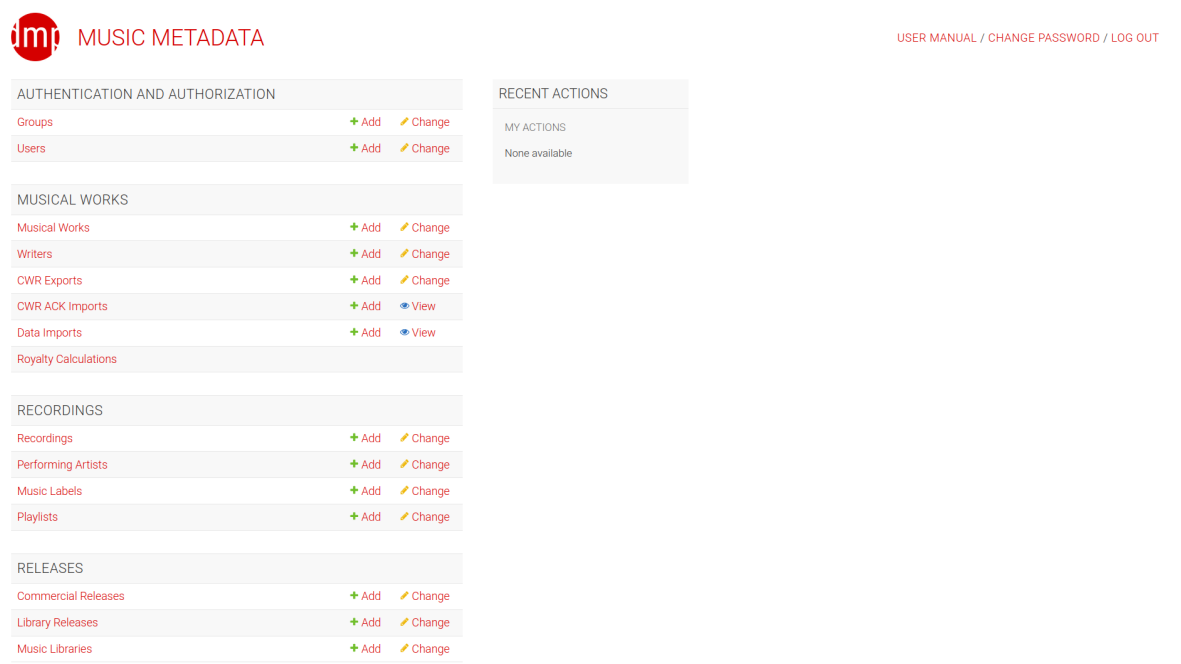 dmp MUSIC METADATA
USER MANUAL / CHANGE PASSWORD / LOG OUT
AUTHENTICATION AND AUTHORIZATION
Groups Add Change
Users Add Change
MUSICAL WORKS
Musical Works Add Change
Writers Add Change
CWR Exports Add Change
CWR ACK Imports Add View
Data Imports Add View
Royalty Calculations
RECORDINGS
Recordings Add Change
Performing Artists Add Change
Music Labels Add Change
Playlists Add Change
RELEASES
Commercial Releases Add Change
Library Releases Add Change
Music Libraries Add Change
RECENT ACTIONS
MY ACTIONS
None available